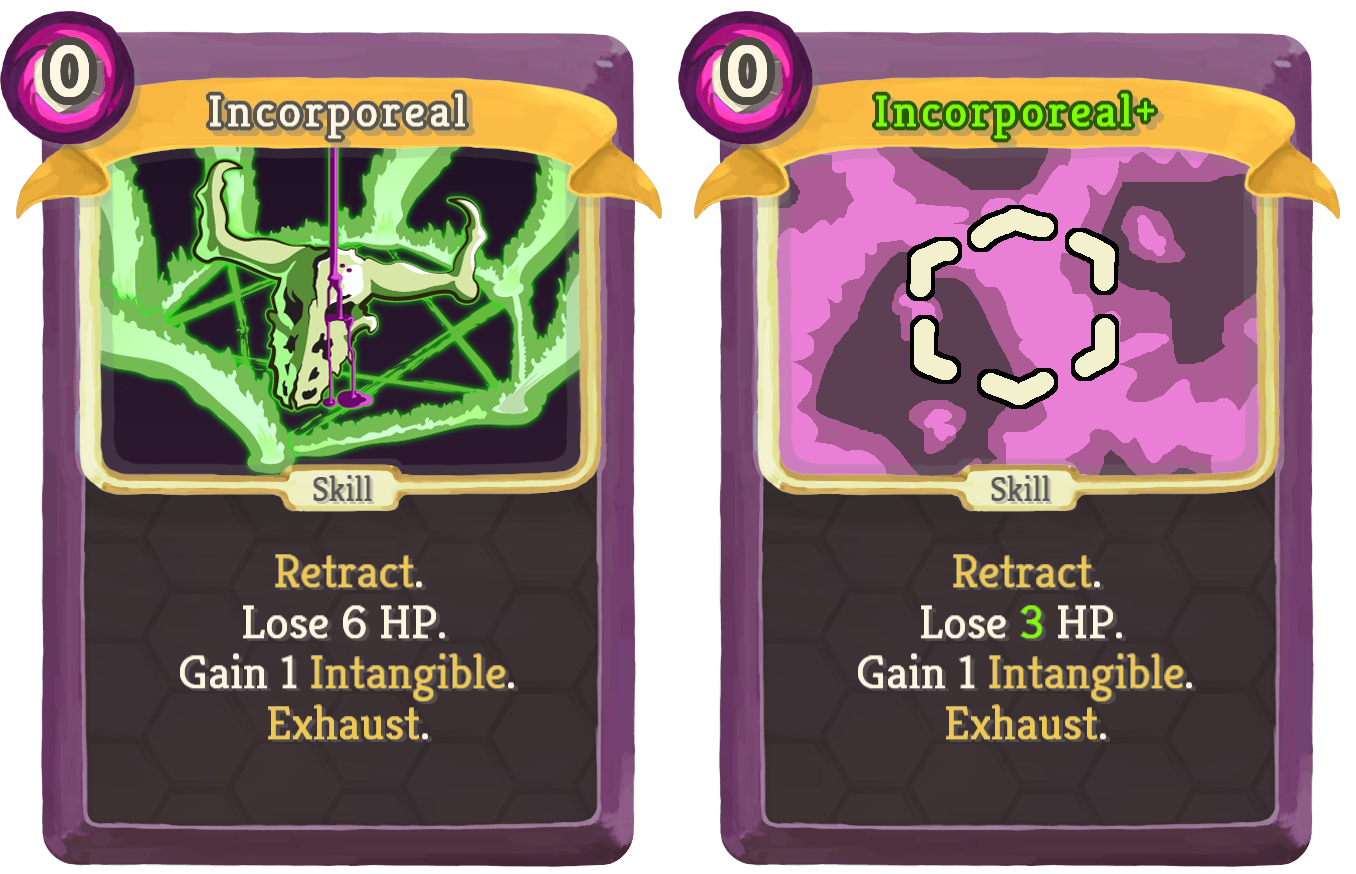 0
Incorporeal
Skill
Retract.
Lose 6 HP.
Gain 1 Intangible.
Exhaust.
0
Incorporeal+
Skill
Retract.
Lose 3 HP.
Gain 1 Intangible.
Exhaust.